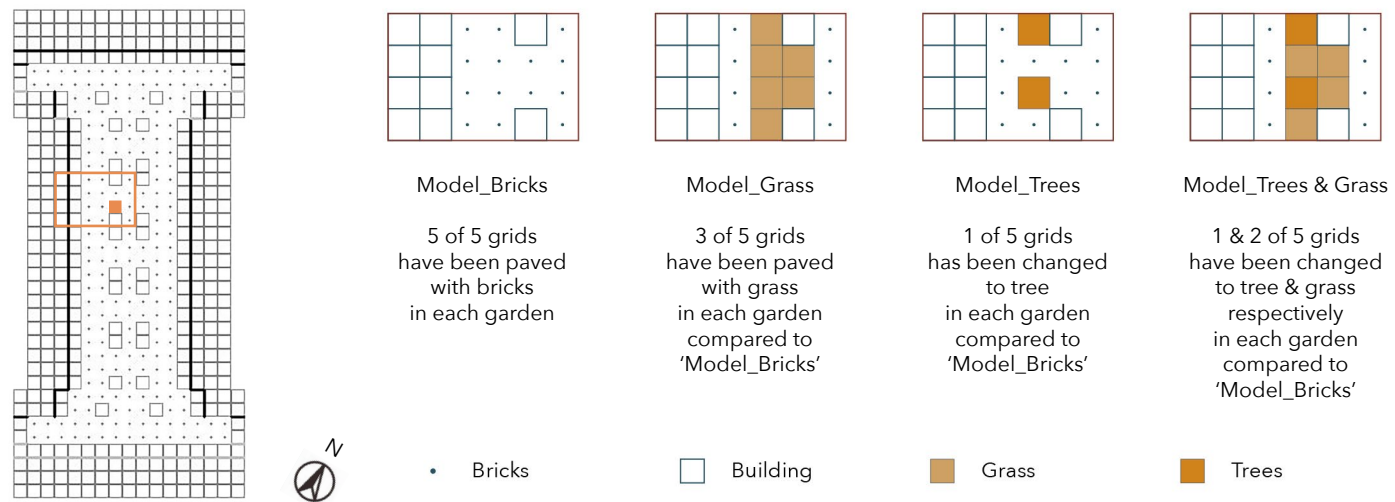 N
Model_Bricks
5 of 5 grids
have been paved
with bricks
in each garden
Model_Grass
3 of 5 grids
have been paved
with grass
in each garden
compared to
‘Model_Bricks’
Model_Trees
1 of 5 grids
has been changed
to tree
in each garden
compared to
‘Model_Bricks’
Model_Trees & Grass
1 & 2 of 5 grids
have been changed
to tree & grass
respectively
in each garden
compared to
‘Model_Bricks’
Bricks
Building
Grass
Trees